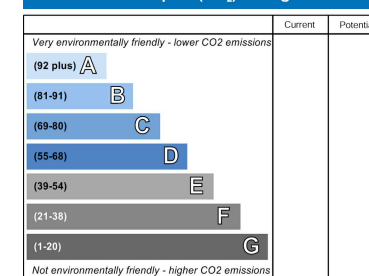 Current Potential
Very environmentally friendly - lower CO2 emissions
(92 plus) A
(81-91) B
(69-80) C
(55-68) D
(39-54) E
(21-38) F
(1-20) G
Not environmentally friendly - higher CO2 emissions